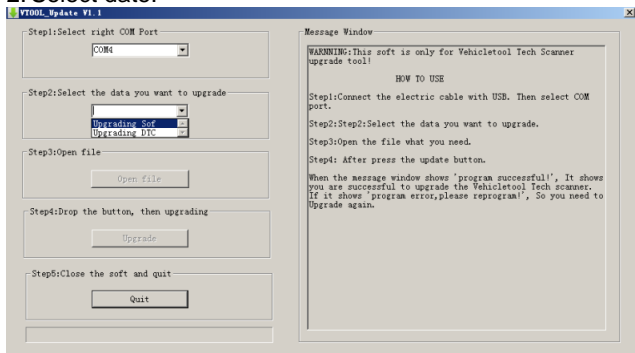 2. Select date:
VTOOL_Update V1.1
Step1:Select right COM Port
COM4
Step2:Select the data you want to upgrade
Upgrading Sof
Upgrading DTC
Step3:Open file
Open file
Step4:Drop the button, then upgrading
Upgrade
Step5:Close the soft and quit
Quit
Message Window
WARNNING:This soft is only for Vehicletool Tech Scanner
upgrade tool!
HOW TO USE
Step1:Connect the electric cable with USB. Then select COM
port.
Step2:Step2:Select the data you want to upgrade.
Step3:Open the file what you need.
Step4: After press the update button.
When the message window shows 'program successful!', It shows
you are successful to upgrade the Vehicletool Tech scanner.
If it shows 'program error,please reprogram!', So you need to
Upgrade again.